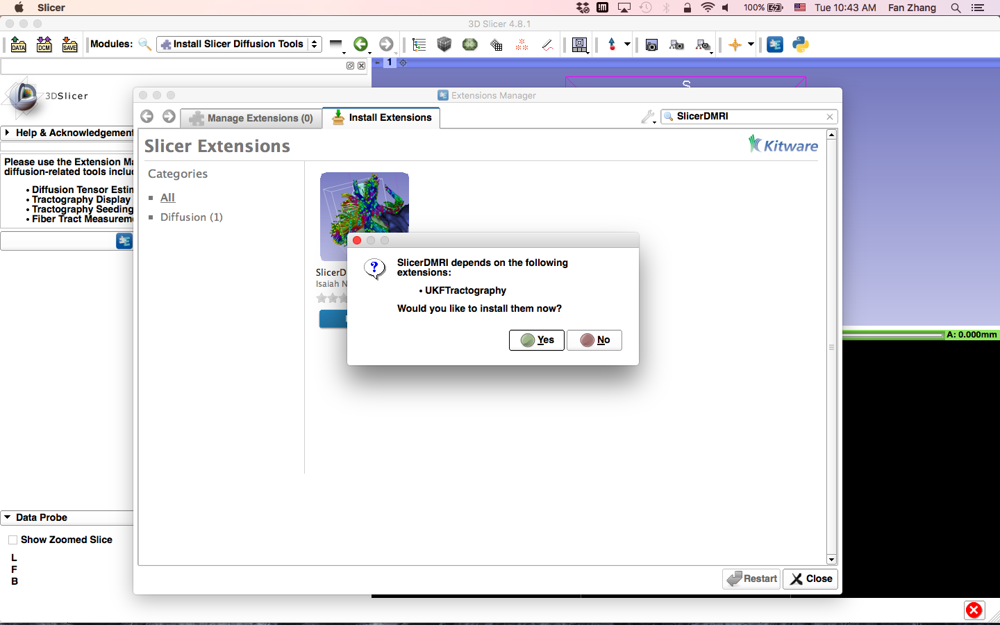 Slicer
100%
Tue 10:43 AM
Fan Zhang
3D Slicer 4.8.1
DATA
DCM
SAVE
Modules:
Install Slicer Diffusion Tools
1
S
3DSlicer
Help & Acknowledgement
Please use the Extension Ma
diffusion-related tools includ
• Diffusion Tensor Estin
• Tractography Display
• Tractography Seeding
• Fiber Tract Measureme
Extensions Manager
Manage Extensions (0)
Install Extensions
SlicerDMRI
Slicer Extensions
Kitware
Categories
All
Diffusion (1)
SlicerD
Isaiah N
SlicerDMRI depends on the following
extensions:
• UKFTractography
Would you like to install them now?
Yes
No
A: 0.000mm
Data Probe
Show Zoomed Slice
L
F
B
Restart
Close